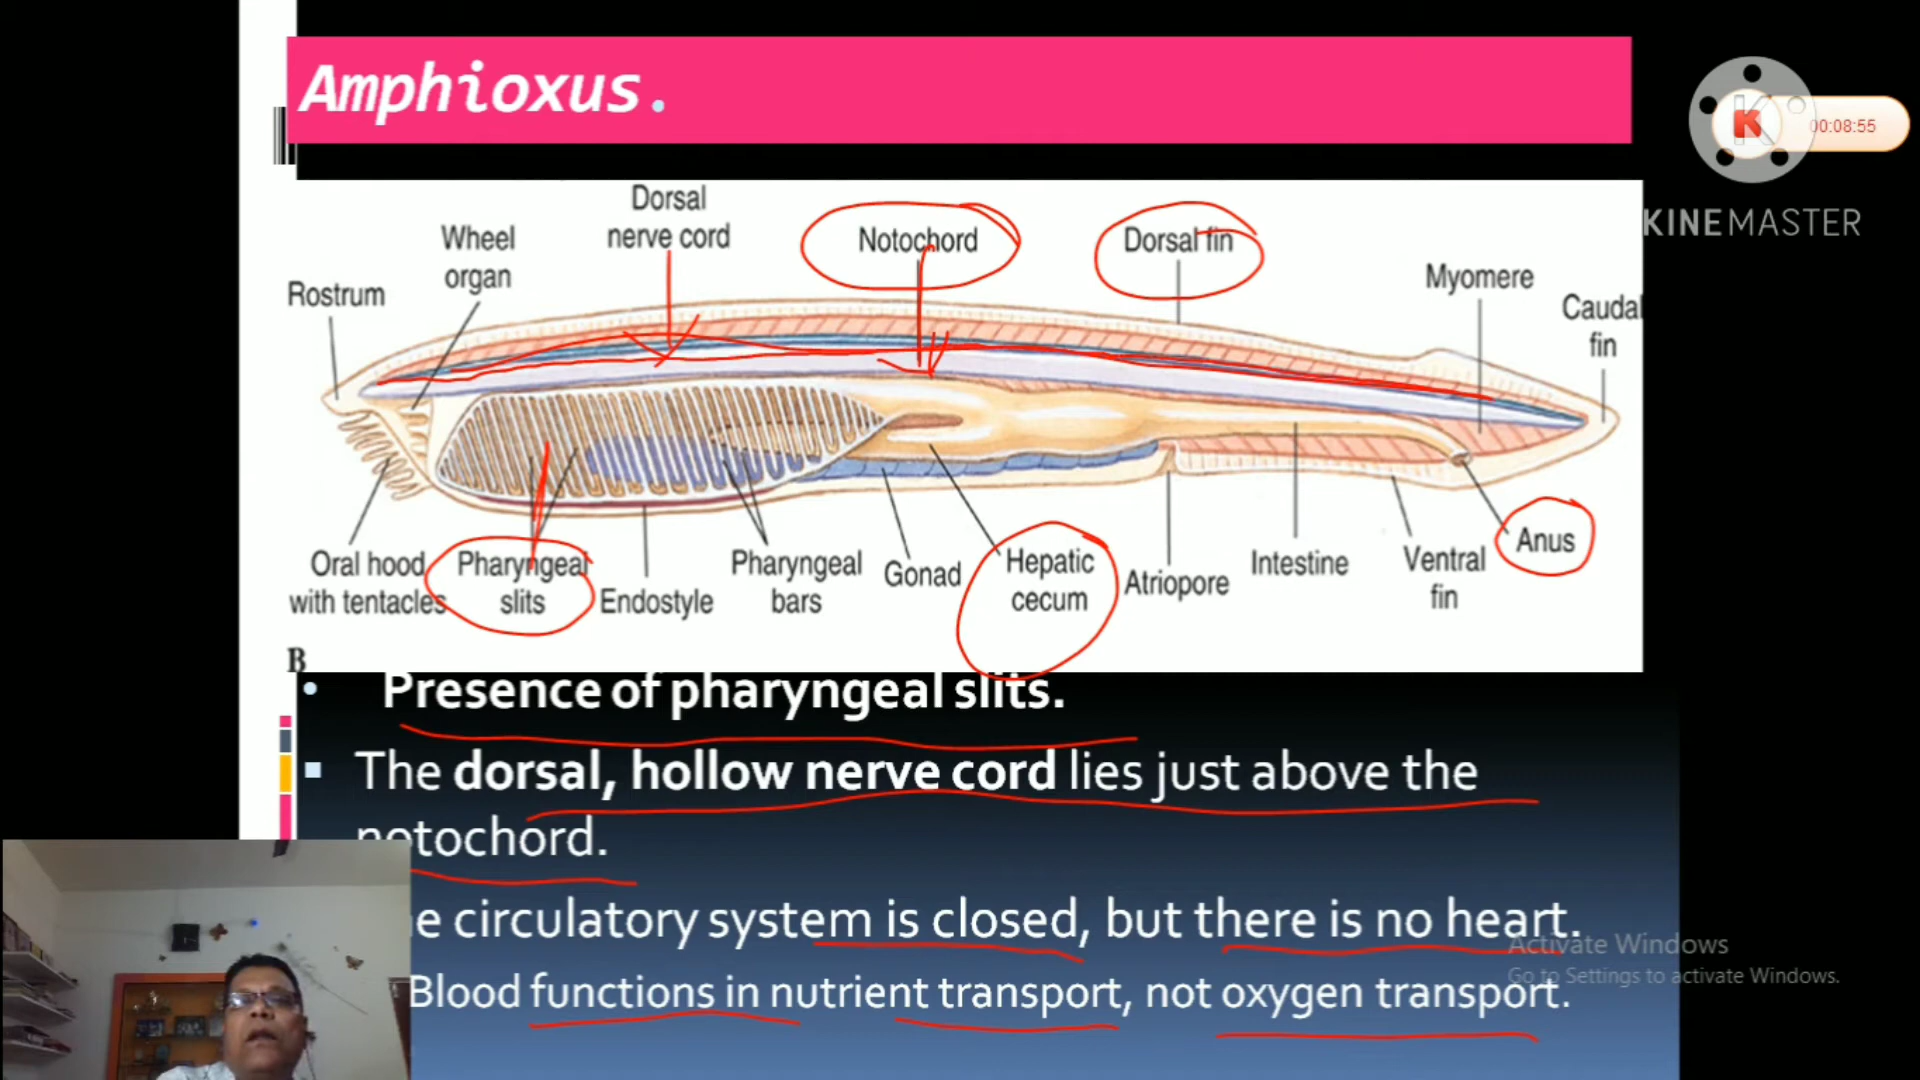 Amphioxus.
K
00:08:55
KINEMASTER
Dorsal
nerve cord
Wheel
organ
Notochord
Dorsal fin
Myomere
Rostrum
Caudal
fin
Oral hood
with tentacles
Pharyngeal
slits
Endostyle
Pharyngeal
bars
Gonad
Hepatic
cecum
Atriopore
Intestine
Ventral
fin
Anus
B
• Presence of pharyngeal slits.
▪ The dorsal, hollow nerve cord lies just above the
notochord.
e circulatory system is closed, but there is no heart.
Blood functions in nutrient transport, not oxygen transport.
Activate Windows
Go to Settings to activate Windows.